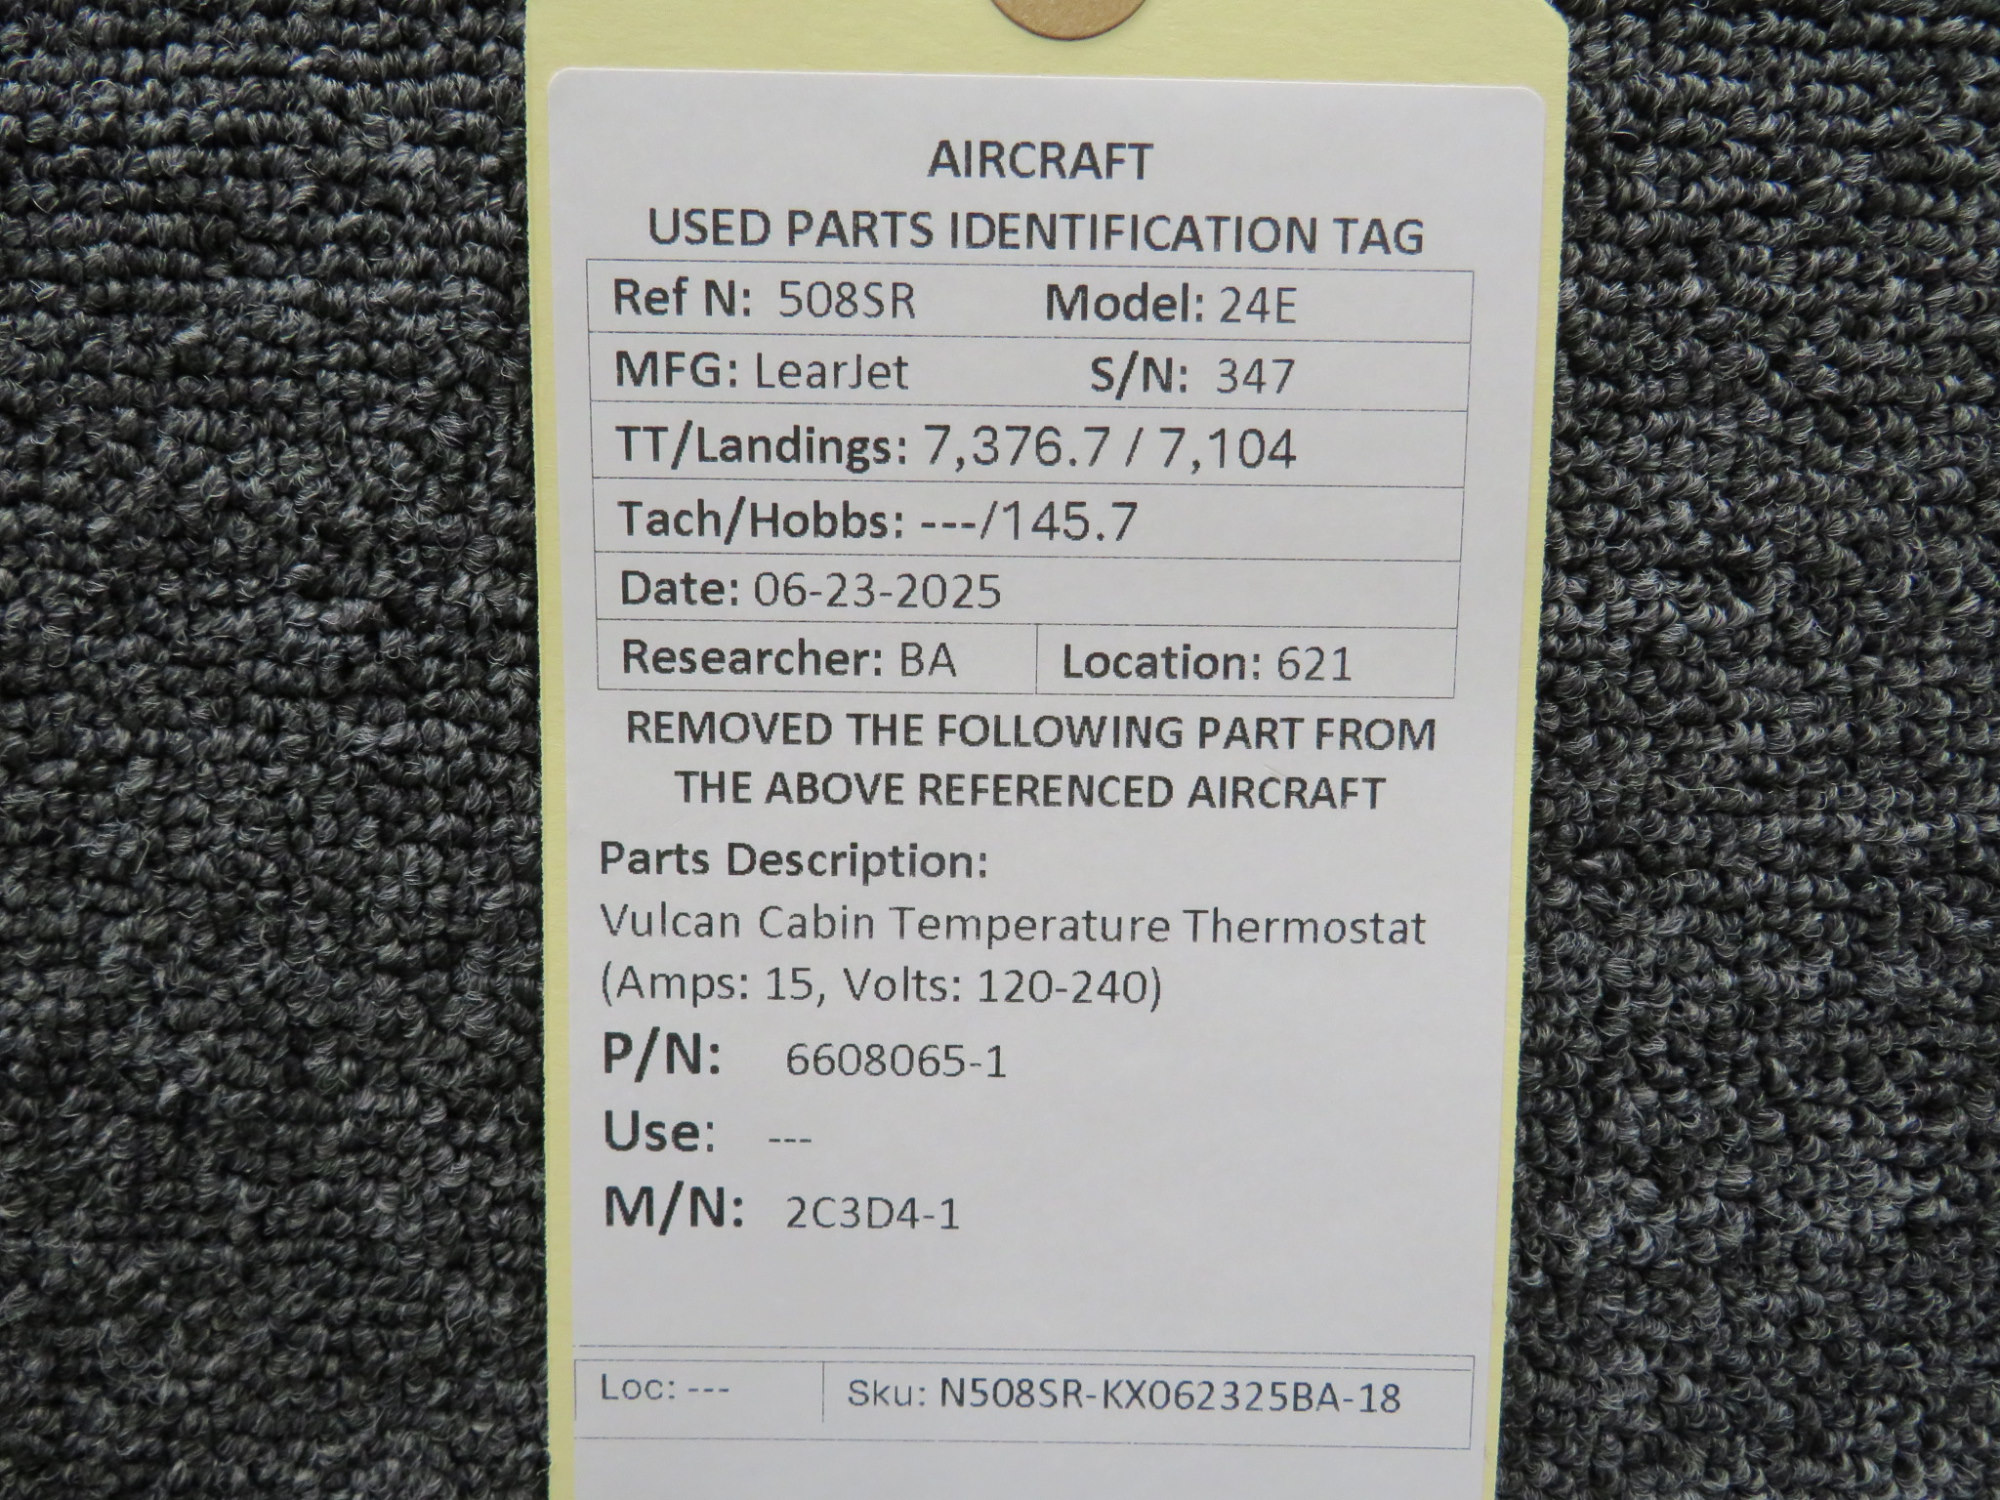 AIRCRAFT
USED PARTS IDENTIFICATION TAG
Ref N: 508SR Model: 24E
MFG: LearJet S/N: 347
TT/Landings: 7,376.7 / 7,104
Tach/Hobbs: ---/145.7
Date: 06-23-2025
Researcher: BA Location: 621
REMOVED THE FOLLOWING PART FROM
THE ABOVE REFERENCED AIRCRAFT
Parts Description:
Vulcan Cabin Temperature Thermostat
(Amps: 15, Volts: 120-240)
P/N: 6608065-1
Use: ---
M/N: 2C3D4-1
Loc: --- Sku: N508SR-KX062325BA-18